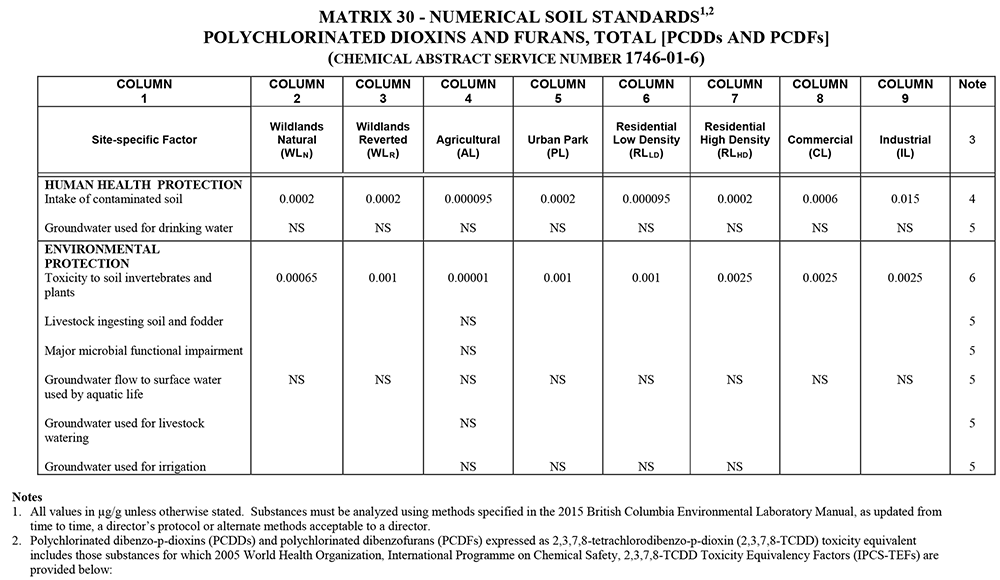 MATRIX 30 - NUMERICAL SOIL STANDARDS1,2
POLYCHLORINATED DIOXINS AND FURANS, TOTAL [PCDDs AND PCDFs]
(CHEMICAL ABSTRACT SERVICE NUMBER 1746-01-6)
COLUMN 1 COLUMN 2 COLUMN 3 COLUMN 4 COLUMN 5 COLUMN 6 COLUMN 7 COLUMN 8 COLUMN 9 Note
Site-specific Factor Wildlands Natural (WLN) Wildlands Reverted (WLR) Agricultural (AL) Urban Park (PL) Residential Low Density (RLLD) Residential High Density (RLHD) Commercial (CL) Industrial (IL) 3
HUMAN HEALTH PROTECTION
Intake of contaminated soil 0.0002 0.0002 0.000095 0.0002 0.000095 0.0002 0.0006 0.015 4
Groundwater used for drinking water NS NS NS NS NS NS NS NS 5
ENVIRONMENTAL
PROTECTION
Toxicity to soil invertebrates and 0.00065 0.001 0.00001 0.001 0.001 0.0025 0.0025 0.0025 6
plants
Livestock ingesting soil and fodder NS 5
Major microbial functional impairment NS 5
Groundwater flow to surface water NS NS NS NS NS NS NS NS 5
used by aquatic life
Groundwater used for livestock NS 5
watering
Groundwater used for irrigation NS NS NS NS 5
Notes
1. All values in µg/g unless otherwise stated. Substances must be analyzed using methods specified in the 2015 British Columbia Environmental Laboratory Manual, as updated from
time to time, a director's protocol or alternate methods acceptable to a director.
2. Polychlorinated dibenzo-p-dioxins (PCDDs) and polychlorinated dibenzofurans (PCDFs) expressed as 2,3,7,8-tetrachlorodibenzo-p-dioxin (2,3,7,8-TCDD) toxicity equivalent
includes those substances for which 2005 World Health Organization, International Programme on Chemical Safety, 2,3,7,8-TCDD Toxicity Equivalency Factors (IPCS-TEFs) are
provided below: